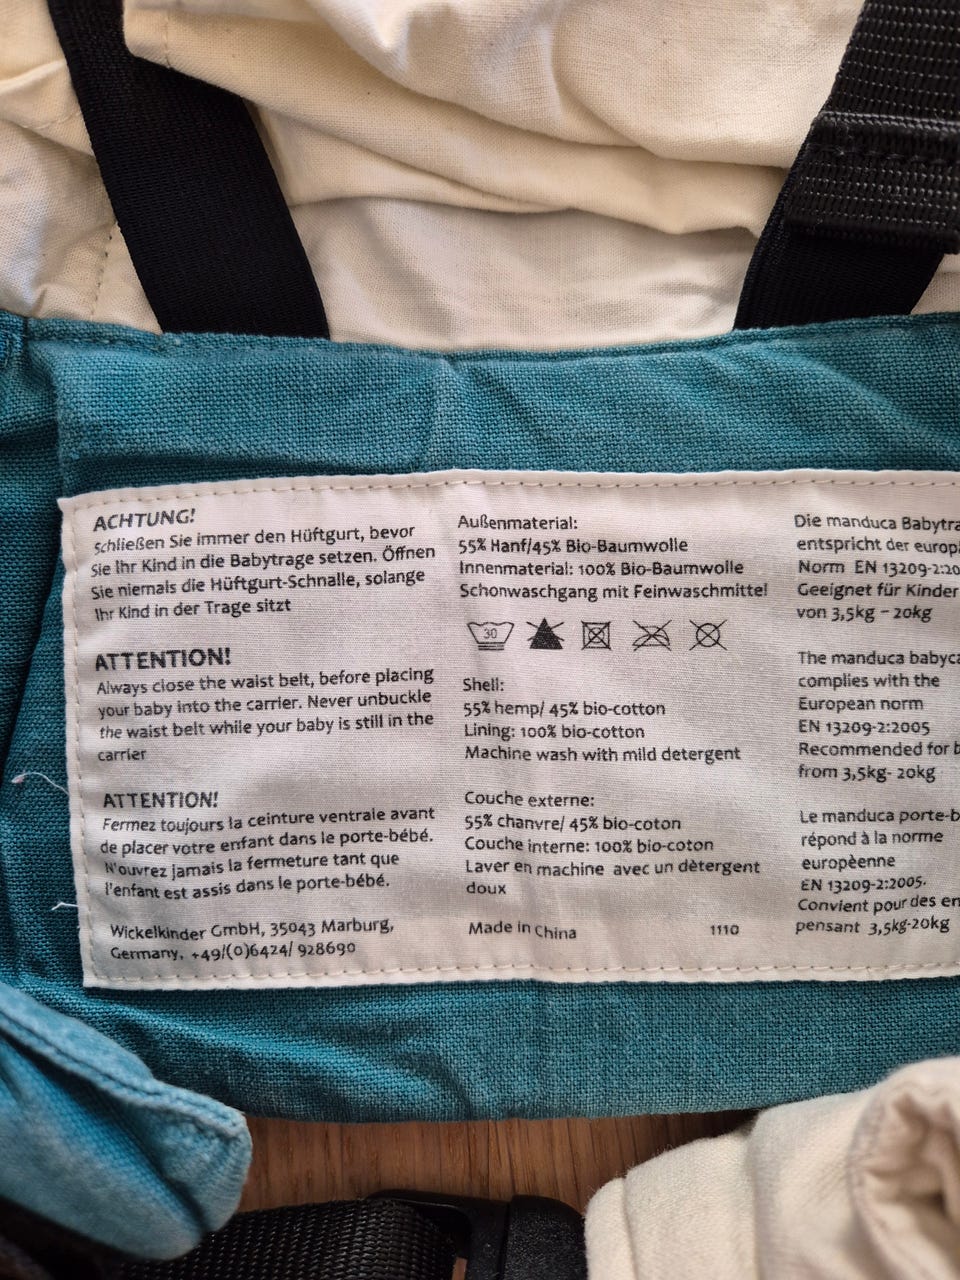 ACHTUNG!
Schließen Sie immer den Hüftgurt, bevor
Sie Ihr Kind in die Babytrage setzen. Öffnen
Sie niemals die Hüftgurt-Schnalle, solange
Ihr Kind in der Trage sitzt
ATTENTION!
Always close the waist belt, before placing
your baby into the carrier. Never unbuckle
the waist belt while your baby is still in the
carrier
ATTENTION!
Fermez toujours la ceinture ventrale avant
de placer votre enfant dans le porte-bébé.
N'ouvrez jamais la fermeture tant que
l'enfant est assis dans le porte-bébé.
Wickelkinder GmbH, 35043 Marburg,
Germany, +49/(0)6424/ 928690
Außenmaterial:
55% Hanf/45% Bio-Baumwolle
Innenmaterial: 100% Bio-Baumwolle
Schonwaschgang mit Feinwaschmittel
30
Shell:
55% hemp/ 45% bio-cotton
Lining: 100% bio-cotton
Machine wash with mild detergent
Couche externe:
55% chanvre/ 45% bio-coton
Couche interne: 100% bio-coton
Laver en machine avec un dètergent
doux
Made in China 1110
Die manduca Babytra
entspricht der europ
Norm EN 13209-2:20
Geeignet für Kinder
von 3,5kg - 20kg
The manduca babyca
complies with the
European norm
EN 13209-2:2005
Recommended for b
from 3,5kg- 20kg
Le manduca porte-b
répond à la norme
europèenne
EN 13209-2:2005.
Convient pour des en
pensant 3,5kg-20kg